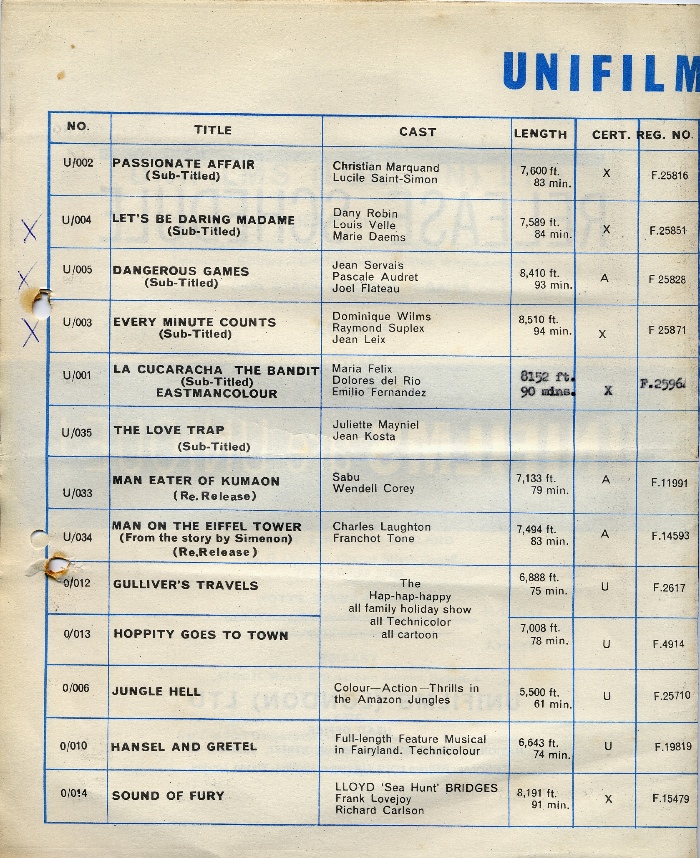 UNIFILM
NO. TITLE CAST LENGTH CERT. REG. NO.
U/002 PASSIONATE AFFAIR (Sub-Titled) Christian Marquand Lucile Saint-Simon 7,600 ft. 83 min. X F.25816
U/004 LET'S BE DARING MADAME (Sub-Titled) Dany Robin Louis Velle Marie Daems 7,589 ft. 84 min. X F.25851
U/005 DANGEROUS GAMES (Sub-Titled) Jean Servais Pascale Audret Joel Flateau 8,410 ft. 93 min. A F 25828
U/003 EVERY MINUTE COUNTS (Sub-Titled) Dominique Wilms Raymond Suplex Jean Leix 8,510 ft. 94 min. X F 25871
U/001 LA CUCARACHA THE BANDIT (Sub-Titled) EASTMANCOLOUR Maria Felix Dolores del Rio Emilio Fernandez 8152 ft. 90 mins. X
U/035 THE LOVE TRAP (Sub-Titled) Juliette Mayniel Jean Kosta
U/033 MAN EATER OF KUMAON (Re.Release) Sabu Wendell Corey 7,133 ft. 79 min. A F.11991
U/034 MAN ON THE EIFFEL TOWER (From the story by Simenon) (Re,Release) Charles Laughton Franchot Tone 7,494 ft. 83 min. A F.14593
0/012 GULLIVER'S TRAVELS The Hap-hap-happy all family holiday show all Technicolor all cartoon 6,888 ft. 75 min. U F.2617
0/013 HOPPITY GOES TO TOWN 7,008 ft. 78 min. U F.4914
0/006 JUNGLE HELL Colour—Action—Thrills in the Amazon Jungles 5,500 ft. 61 min. U F.25710
0/010 HANSEL AND GRETEL Full-length Feature Musical in Fairyland. Technicolour 6,643 ft. 74 min. U F.19819
0/014 SOUND OF FURY LLOYD 'Sea Hunt' BRIDGES Frank Lovejoy Richard Carlson 8,191 ft. 91 min. X F.15479